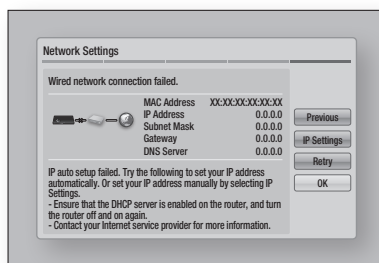 Network Settings
Wired network connection failed.
MAC Address XX:XX:XX:XX:XX:XX
IP Address 0.0.0.0
Subnet Mask 0.0.0.0
Gateway 0.0.0.0
DNS Server 0.0.0.0
Previous
IP Settings
Retry
OK
IP auto setup failed. Try the following to set your IP address
automatically. Or set your IP address manually by selecting IP
Settings.
- Ensure that the DHCP server is enabled on the router, and turn
the router off and on again.
- Contact your Internet service provider for more information.